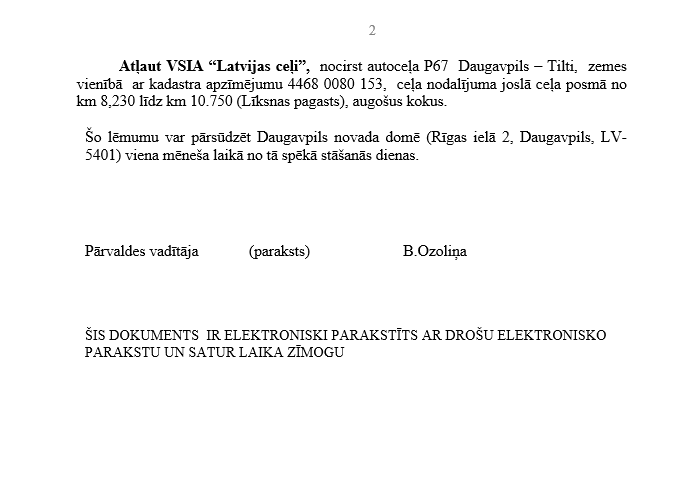 2
Atļaut VSIA “Latvijas ceļi”, nocirst autoceļa P67 Daugavpils – Tilti, zemes
vienībā ar kadastra apzīmējumu 4468 0080 153, ceļa nodalījuma joslā ceļa posmā no
km 8,230 līdz km 10.750 (Līksnas pagasts), augošus kokus.
Šo lēmumu var pārsūdzēt Daugavpils novada domē (Rīgas ielā 2, Daugavpils, LV-
5401) viena mēneša laikā no tā spēkā stāšanās dienas.
Pārvaldes vadītāja (paraksts) B.Ozoliņa
ŠIS DOKUMENTS IR ELEKTRONISKI PARAKSTĪTS AR DROŠU ELEKTRONISKO
PARAKSTU UN SATUR LAIKA ZĪMOGU